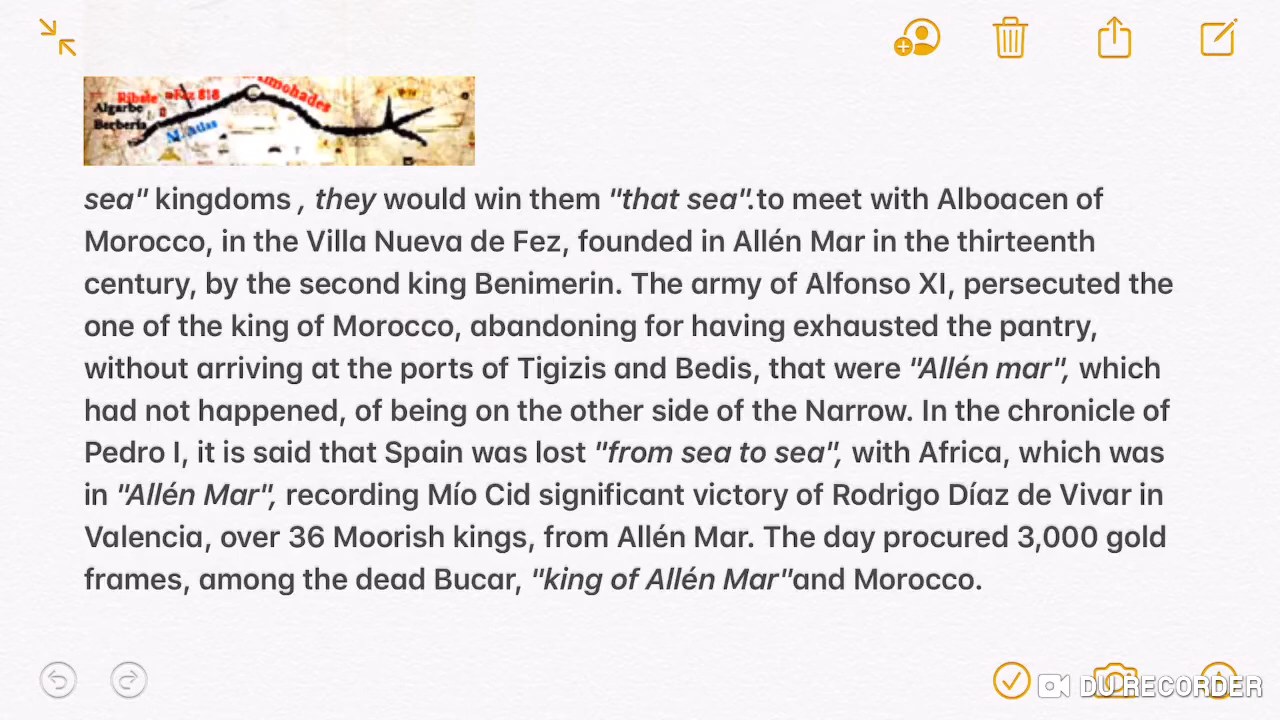 Almohades
Ribale Fez 818
Algarbe
Berberia
M. Atlas
sea" kingdoms , they would win them "that sea".to meet with Alboacen of
Morocco, in the Villa Nueva de Fez, founded in Allén Mar in the thirteenth
century, by the second king Benimerin. The army of Alfonso XI, persecuted the
one of the king of Morocco, abandoning for having exhausted the pantry,
without arriving at the ports of Tigizis and Bedis, that were "Allén mar", which
had not happened, of being on the other side of the Narrow. In the chronicle of
Pedro I, it is said that Spain was lost "from sea to sea", with Africa, which was
in "Allén Mar", recording Mío Cid significant victory of Rodrigo Díaz de Vivar in
Valencia, over 36 Moorish kings, from Allén Mar. The day procured 3,000 gold
frames, among the dead Bucar, "king of Allén Mar"and Morocco.
DU RECORDER